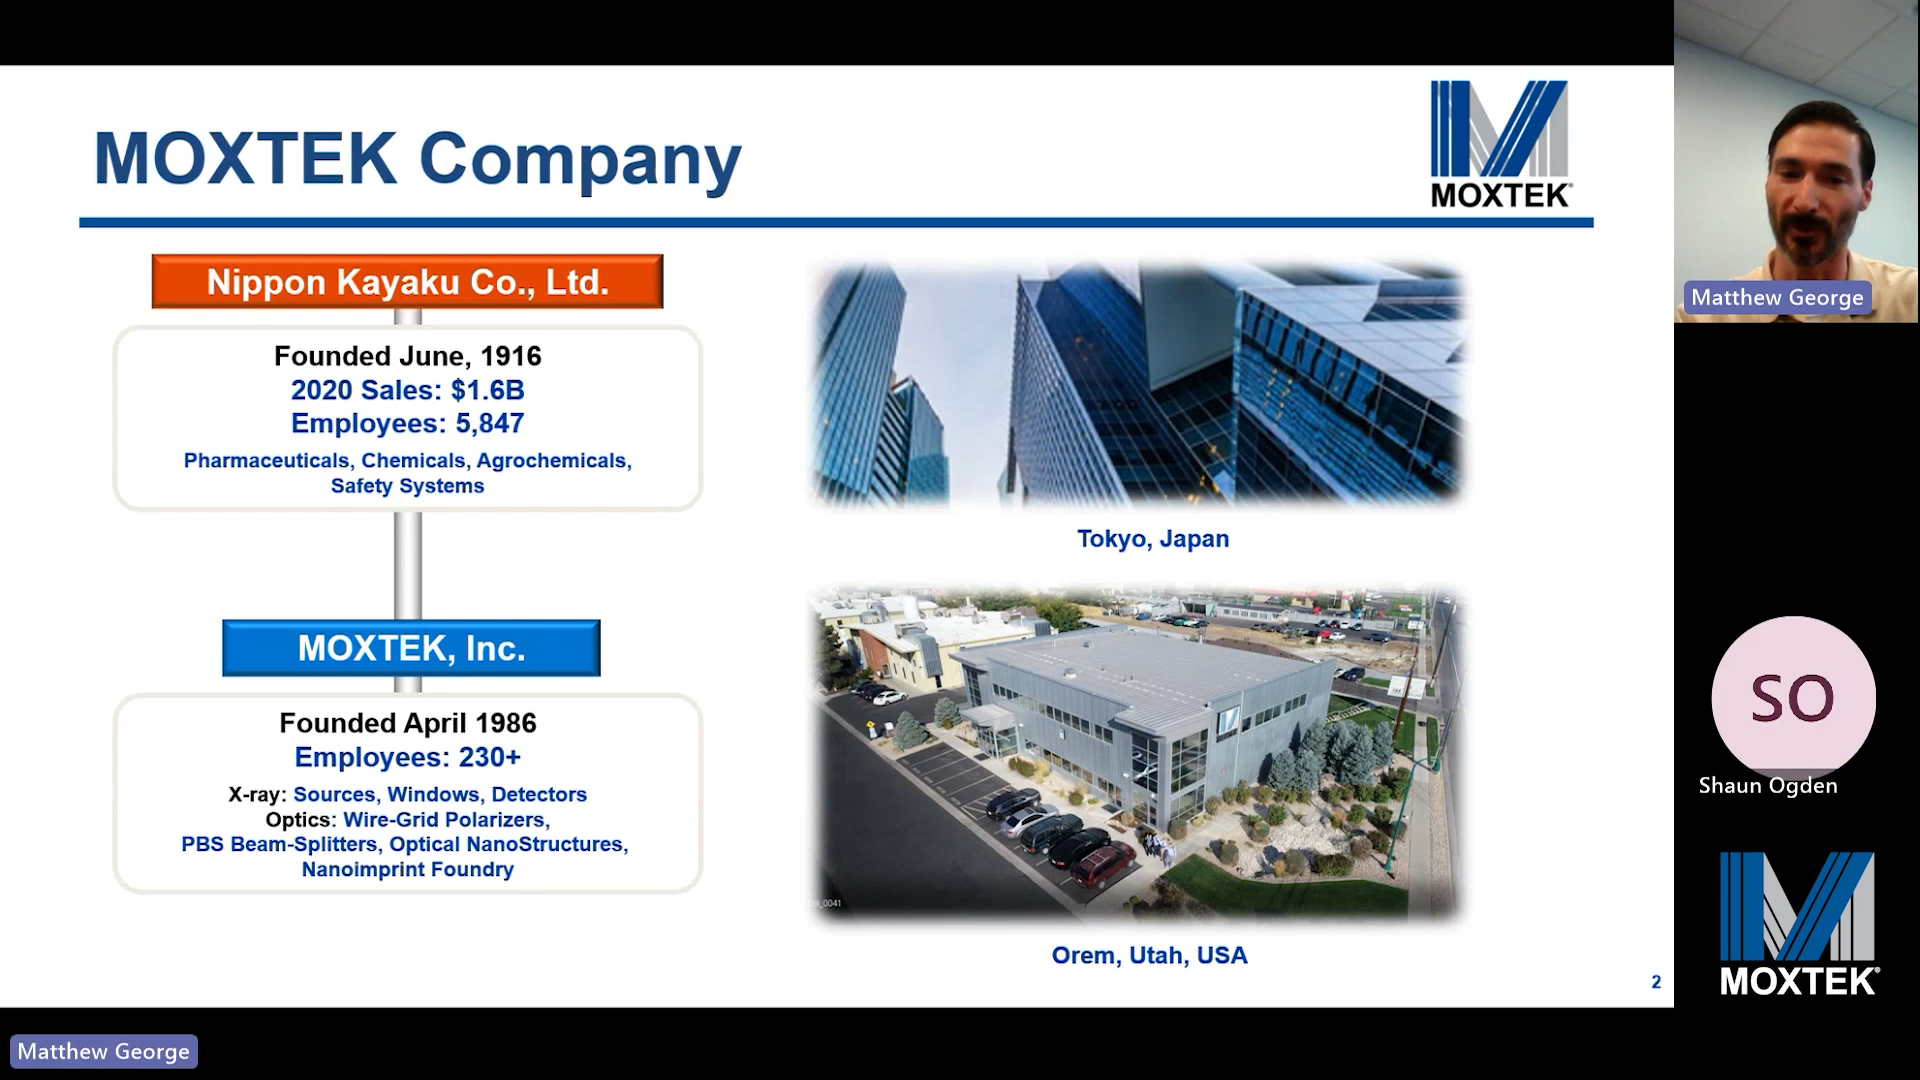 MOXTEK Company
MOXTEK®
Nippon Kayaku Co., Ltd.
Founded June, 1916
2020 Sales: $1.6B
Employees: 5,847
Pharmaceuticals, Chemicals, Agrochemicals,
Safety Systems
Tokyo, Japan
MOXTEK, Inc.
Founded April 1986
Employees: 230+
X-ray: Sources, Windows, Detectors
Optics: Wire-Grid Polarizers,
PBS Beam-Splitters, Optical NanoStructures,
Nanoimprint Foundry
Orem, Utah, USA
2
Matthew George
SO
Shaun Ogden
MOXTEK®
Matthew George